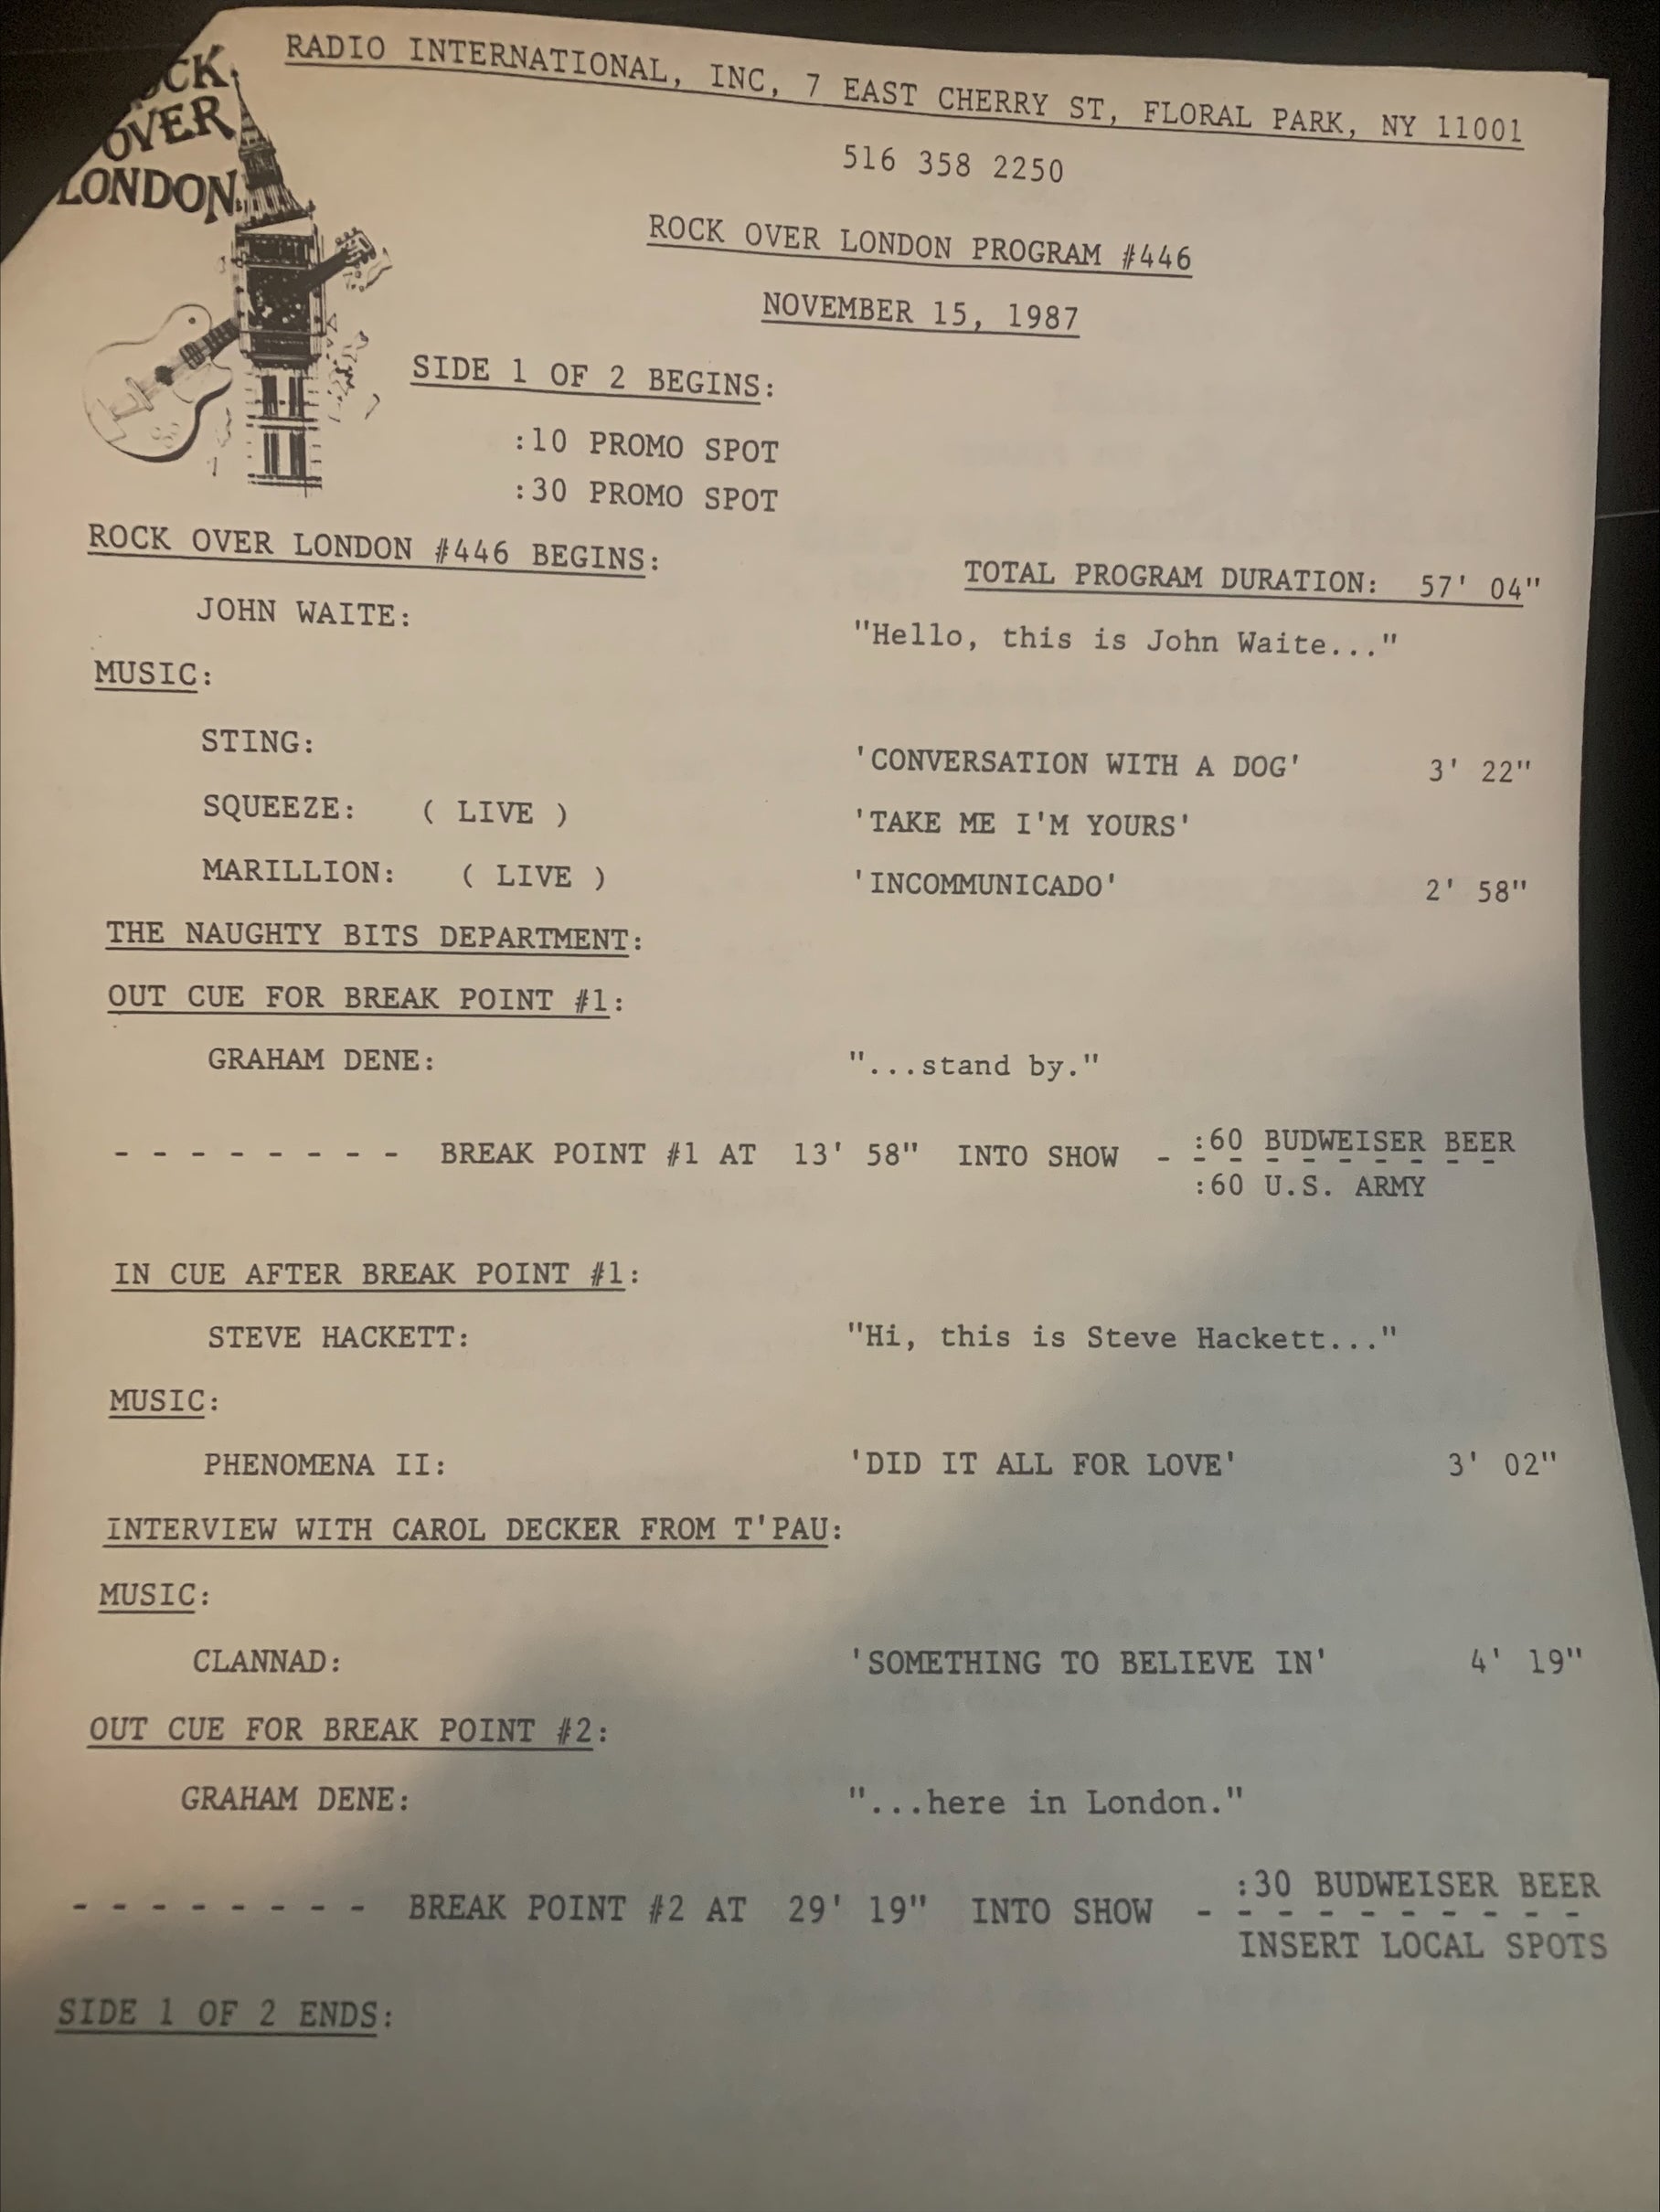 OVER
LONDON
RADIO INTERNATIONAL, INC, 7 EAST CHERRY ST, FLORAL PARK, NY 11001
516 358 2250
ROCK OVER LONDON PROGRAM #446
NOVEMBER 15, 1987
SIDE 1 OF 2 BEGINS:
:10 PROMO SPOT
:30 PROMO SPOT
ROCK OVER LONDON #446 BEGINS:
TOTAL PROGRAM DURATION: 57' 04"
JOHN WAITE: "Hello, this is John Waite..."
MUSIC:
STING: 'CONVERSATION WITH A DOG' 3' 22"
SQUEEZE: ( LIVE ) 'TAKE ME I'M YOURS'
MARILLION: ( LIVE ) 'INCOMMUNICADO' 2' 58"
THE NAUGHTY BITS DEPARTMENT:
OUT CUE FOR BREAK POINT #1:
GRAHAM DENE: "...stand by."
- - - - - - - - BREAK POINT #1 AT 13' 58" INTO SHOW - :60 BUDWEISER BEER
:60 U.S. ARMY
IN CUE AFTER BREAK POINT #1:
STEVE HACKETT: "Hi, this is Steve Hackett..."
MUSIC:
PHENOMENA II: 'DID IT ALL FOR LOVE' 3' 02"
INTERVIEW WITH CAROL DECKER FROM T'PAU:
MUSIC:
CLANNAD: 'SOMETHING TO BELIEVE IN' 4' 19"
OUT CUE FOR BREAK POINT #2:
GRAHAM DENE: "...here in London."
:30 BUDWEISER BEER
- - - - - - - - BREAK POINT #2 AT 29' 19" INTO SHOW - - - - - - - - - -
INSERT LOCAL SPOTS
SIDE 1 OF 2 ENDS: